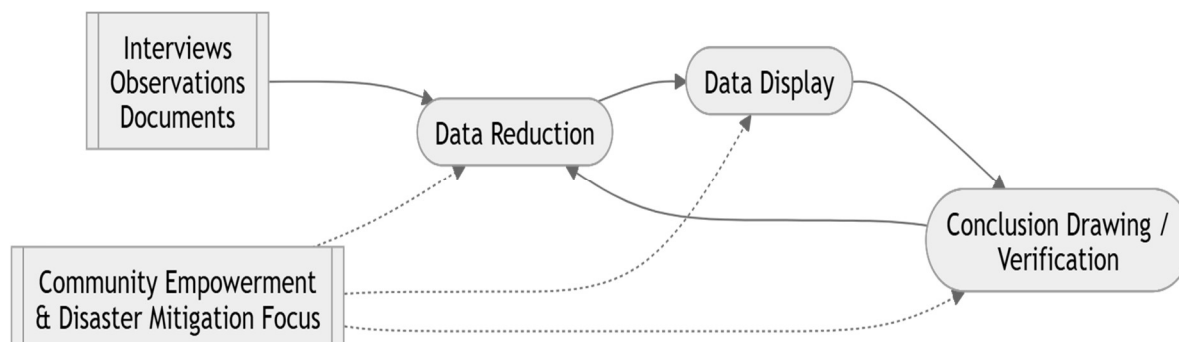 Interviews
Observations
Documents
Data Reduction
Data Display
Conclusion Drawing /
Verification
Community Empowerment
& Disaster Mitigation Focus